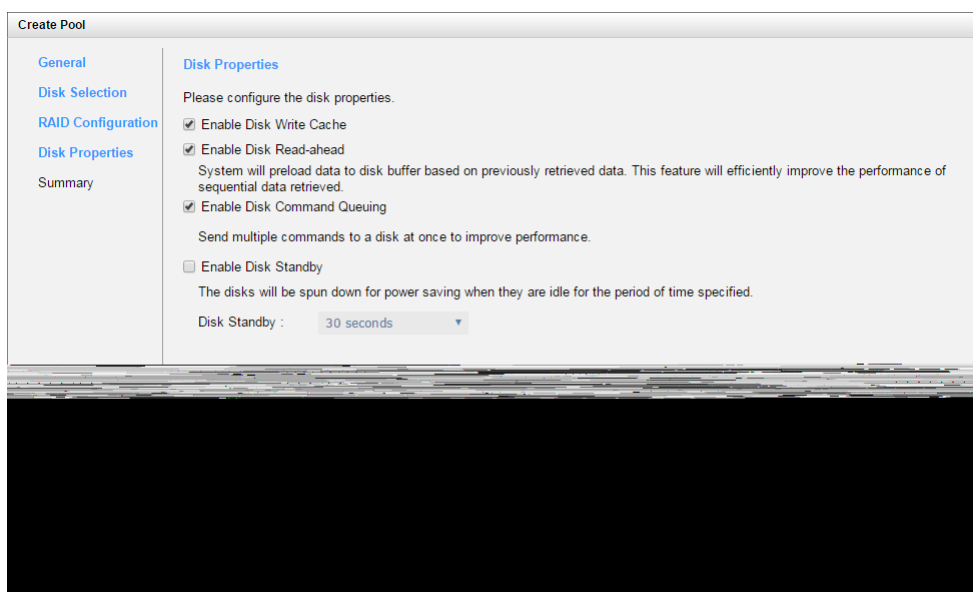 Create Pool
General
Disk Selection
RAID Configuration
Disk Properties
Summary
Disk Properties
Please configure the disk properties.
Enable Disk Write Cache
Enable Disk Read-ahead
System will preload data to disk buffer based on previously retrieved data. This feature will efficiently improve the performance of
sequential data retrieved.
Enable Disk Command Queuing
Send multiple commands to a disk at once to improve performance.
Enable Disk Standby
The disks will be spun down for power saving when they are idle for the period of time specified.
Disk Standby : 30 seconds